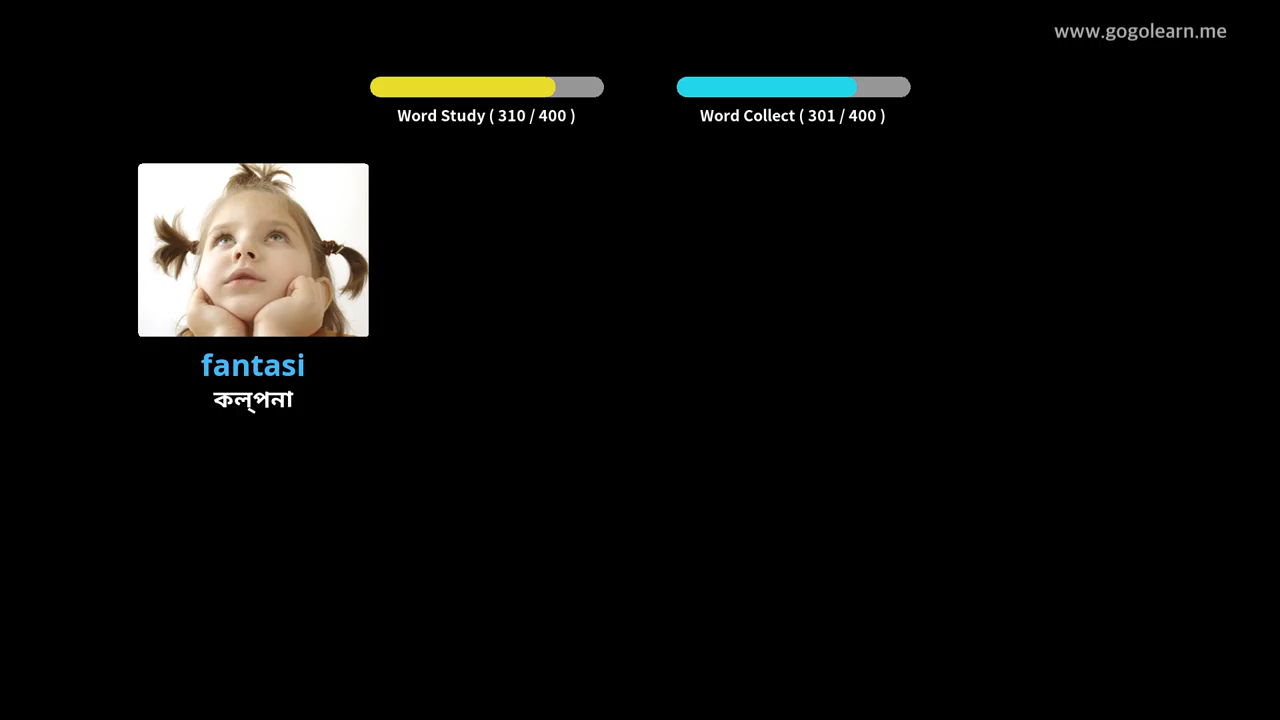 www.gogolearn.me
Word Study ( 310 / 400 )
Word Collect ( 301 / 400 )
fantasi
কল্পনা